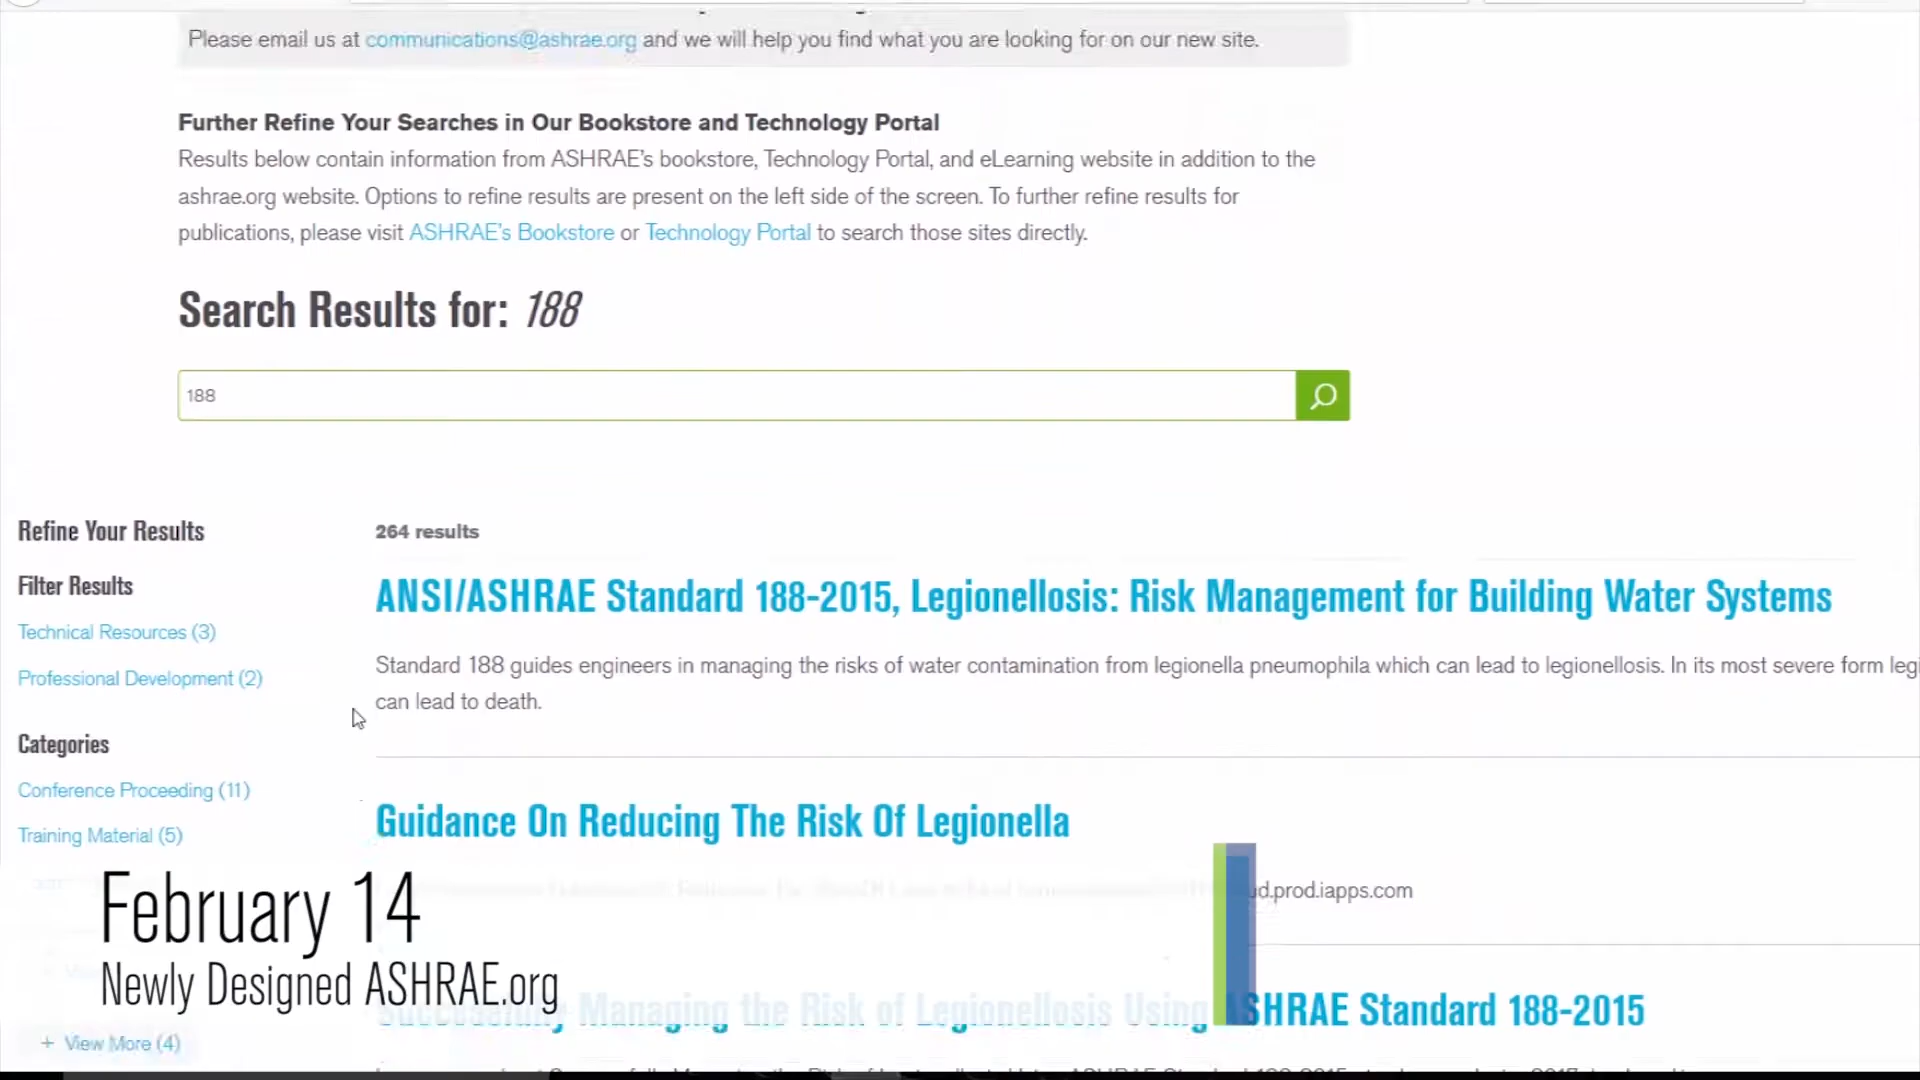 Please email us at communications@ashrae.org and we will help you find what you are looking for on our new site.
Further Refine Your Searches in Our Bookstore and Technology Portal
Results below contain information from ASHRAE's bookstore, Technology Portal, and eLearning website in addition to the
ashrae.org website. Options to refine results are present on the left side of the screen. To further refine results for
publications, please visit ASHRAE's Bookstore or Technology Portal to search those sites directly.
Search Results for: 188
188
Refine Your Results
264 results
Filter Results
ANSI/ASHRAE Standard 188-2015, Legionellosis: Risk Management for Building Water Systems
Technical Resources (3)
Standard 188 guides engineers in managing the risks of water contamination from legionella pneumophila which can lead to legionellosis. In its most severe form
Professional Development (2)
can lead to death.
Categories
Conference Proceeding (11)
Guidance On Reducing The Risk Of Legionella
Training Material (5)
ud.prod.iapps.com
February 14
Newly Designed ASHRAE.org
Successfully Managing the Risk of Legionellosis Using ASHRAE Standard 188-2015
+ View More (4)